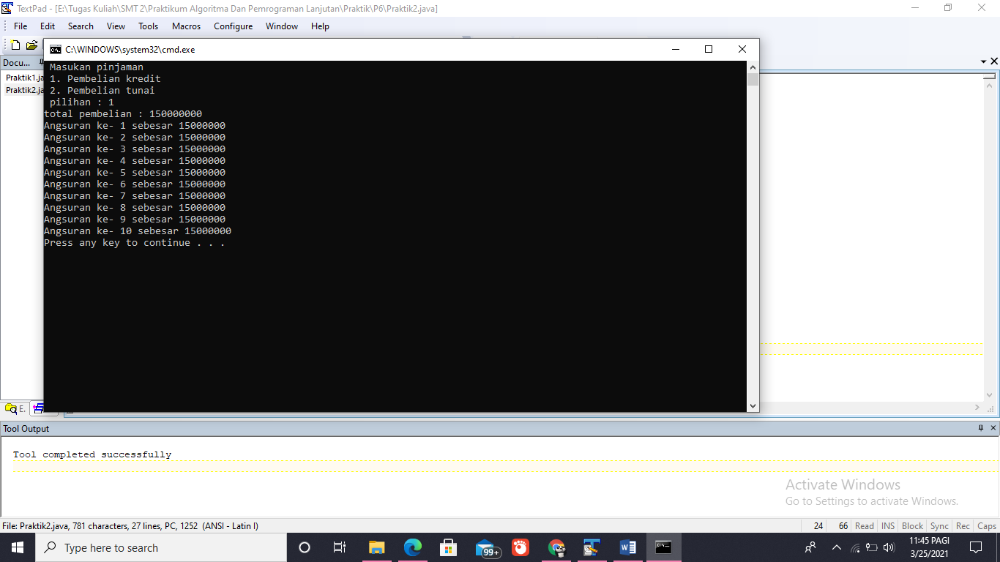 TextPad - [E:\Tugas Kuliah\SMT 2\Praktikum Algoritma Dan Pemrograman Lanjutan\Praktik\P6\Praktik2.java]
File Edit Search View Tools Macros Configure Window Help
C:\WINDOWS\system32\cmd.exe
Docu...
Praktik1.ja
Praktik2.ja
Masukan pinjaman
1. Pembelian kredit
2. Pembelian tunai
pilihan : 1
total pembelian : 150000000
Angsuran ke- 1 sebesar 15000000
Angsuran ke- 2 sebesar 15000000
Angsuran ke- 3 sebesar 15000000
Angsuran ke- 4 sebesar 15000000
Angsuran ke- 5 sebesar 15000000
Angsuran ke- 6 sebesar 15000000
Angsuran ke- 7 sebesar 15000000
Angsuran ke- 8 sebesar 15000000
Angsuran ke- 9 sebesar 15000000
Angsuran ke- 10 sebesar 15000000
Press any key to continue . . .
E.
Tool Output
Tool completed successfully
Activate Windows
Go to Settings to activate Windows.
File: Praktik2.java, 781 characters, 27 lines, PC, 1252 (ANSI - Latin I) 24 66 Read INS Block Sync Rec Caps
Type here to search
99+
11:45 PAGI
3/25/2021